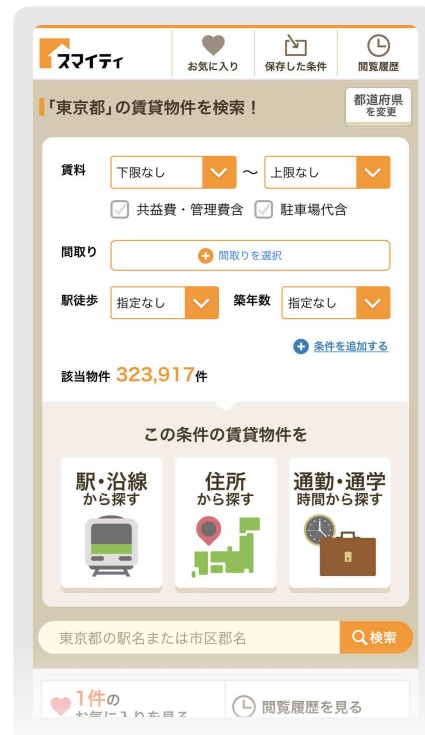 スマイティ
お気に入り
保存した条件
閲覧履歴
「東京都」の賃貸物件を検索!
都道府県
を変更
賃料
下限なし
〜
上限なし
共益費・管理費含
駐車場代含
間取り
間取りを選択
駅徒歩
指定なし
築年数
指定なし
条件を追加する
該当物件 323,917件
この条件の賃貸物件を
駅・沿線
から探す
住所
から探す
通勤・通学
時間から探す
東京都の駅名または市区郡名
検索
1件の
お気に入りを見る
閲覧履歴を見る